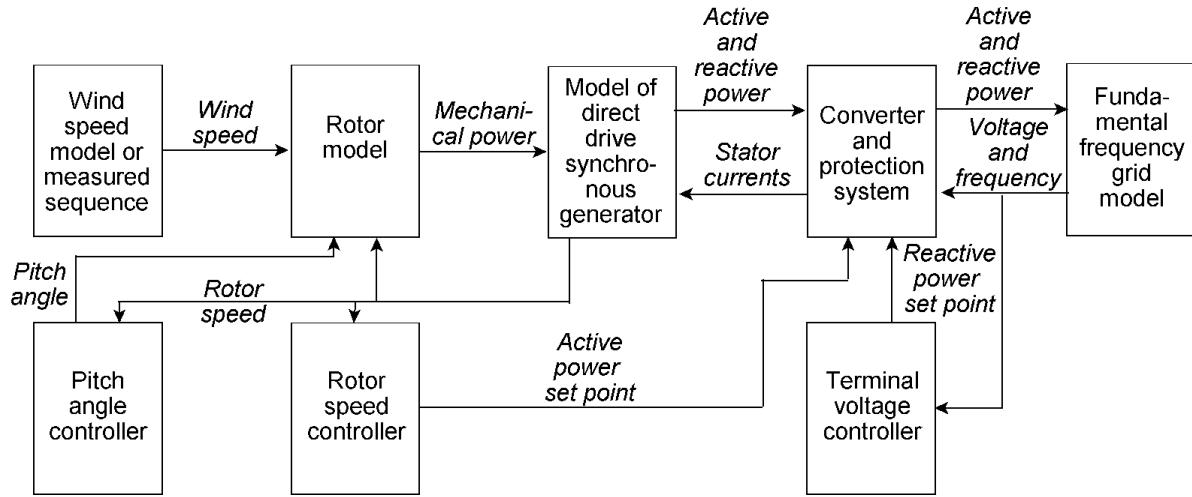 Wind
speed
model or
measured
sequence
Wind
speed
Rotor
model
Mechani-
cal power
Model of
direct
drive
synchro-
nous
generator
Active
and
reactive
power
Stator
currents
Converter
and
protection
system
Active
and
reactive
power
Voltage
and
frequency
Funda-
mental
frequency
grid
model
Pitch
angle
Rotor
speed
Reactive
power
set point
Pitch
angle
controller
Rotor
speed
controller
Active
power
set point
Terminal
voltage
controller